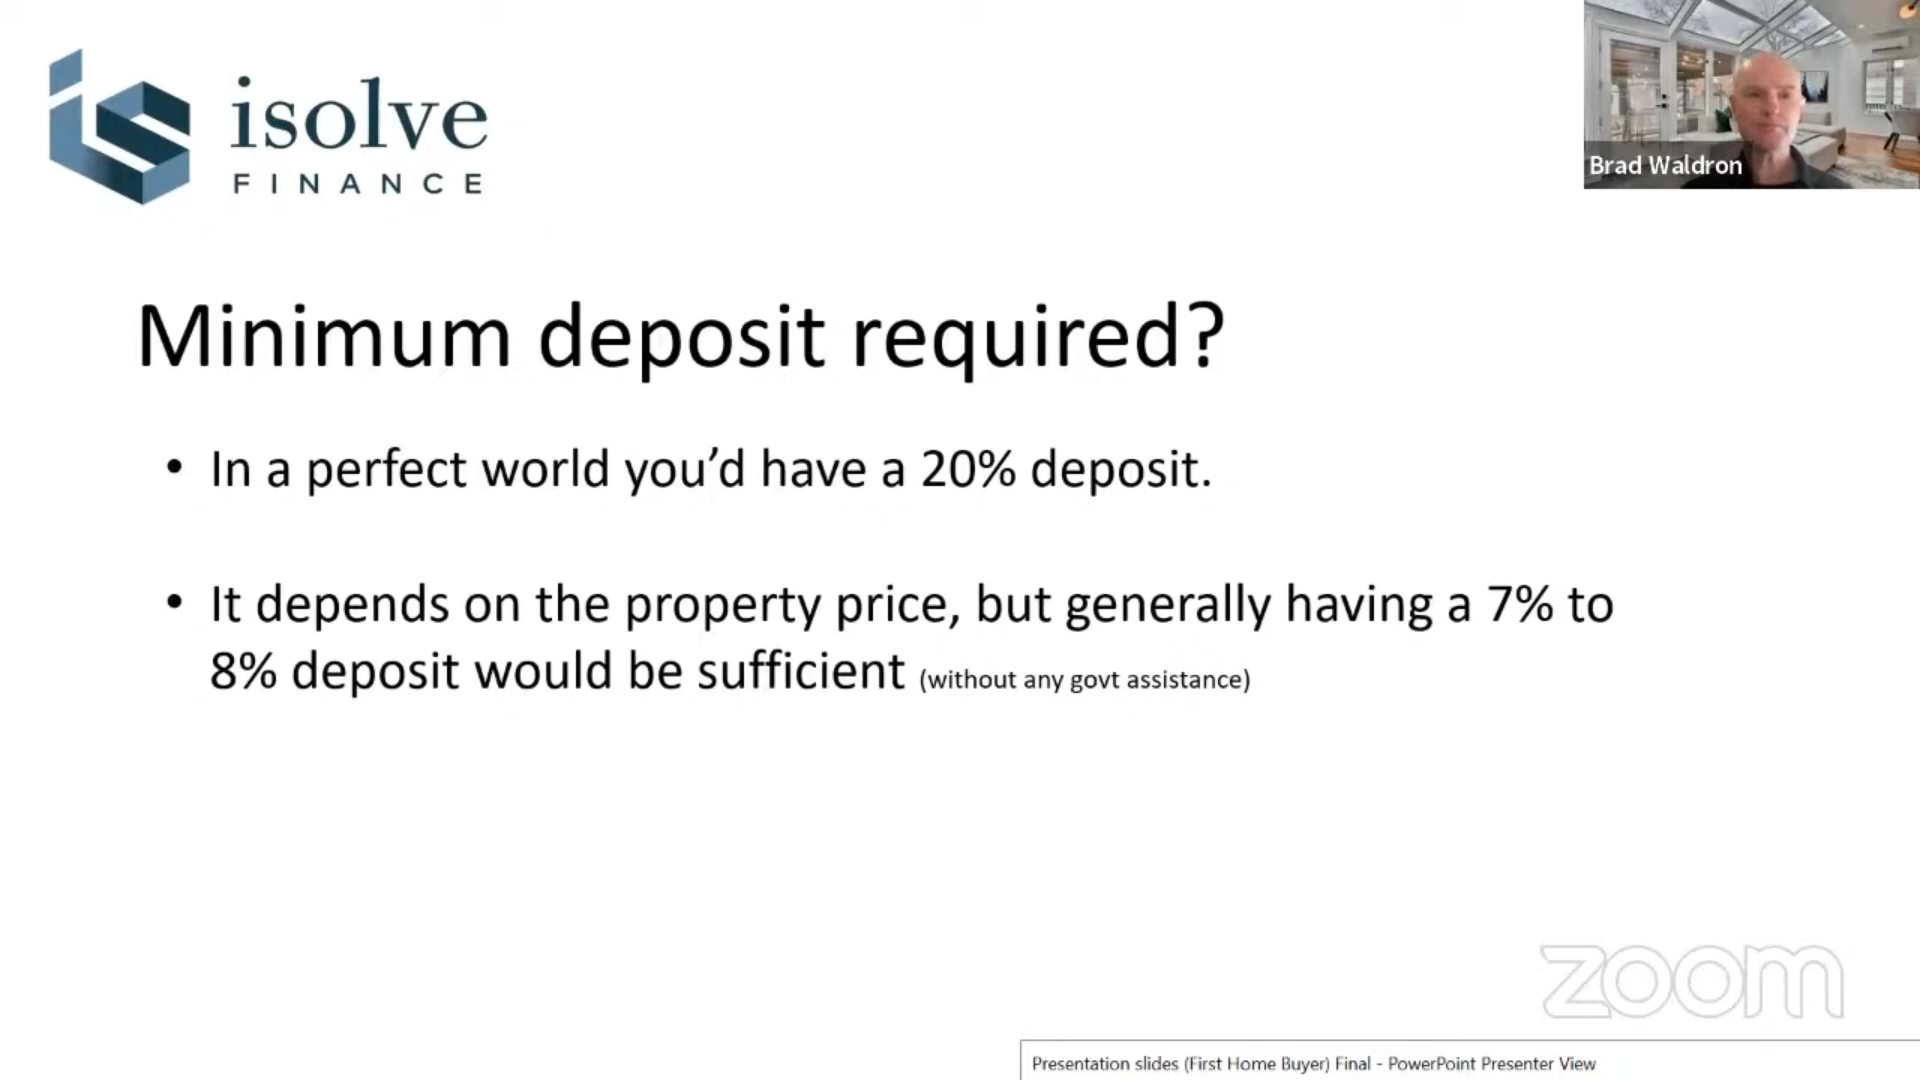 isolve
FINANCE
Brad Waldron
Minimum deposit required?
• In a perfect world you’d have a 20% deposit.
• It depends on the property price, but generally having a 7% to
8% deposit would be sufficient (without any govt assistance)
zoom
Presentation slides (First Home Buyer) Final - PowerPoint Presenter View